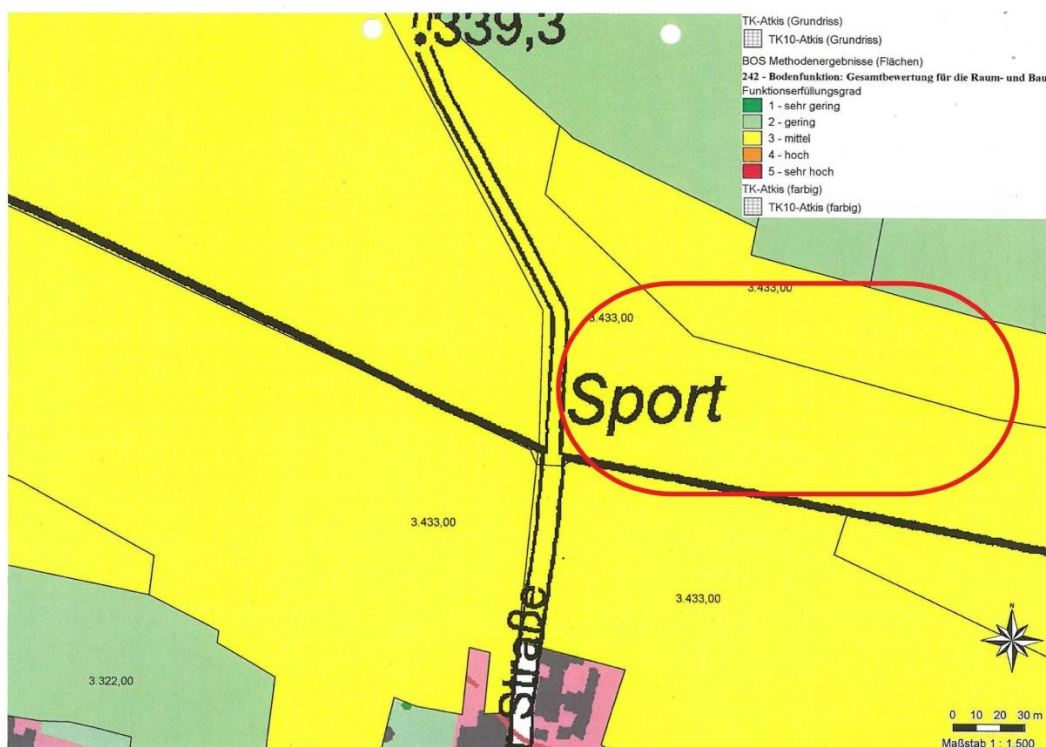 339,3
TK-Atkis (Grundriss)
TK10-Atkis (Grundriss)
BOS Methodenergebnisse (Flächen)
242 - Bodenfunktion: Gesamtbewertung für die Raum- und Bau
Funktionserfüllungsgrad
1 - sehr gering
2 - gering
3 - mittel
4 - hoch
5 - sehr hoch
TK-Atkis (farbig)
TK10-Atkis (farbig)
3.433,00
3.433,00
Sport
3.433,00
3.433,00
Straße
3.322,00
N
0 10 20 30 m
Maßstab 1 : 1.500